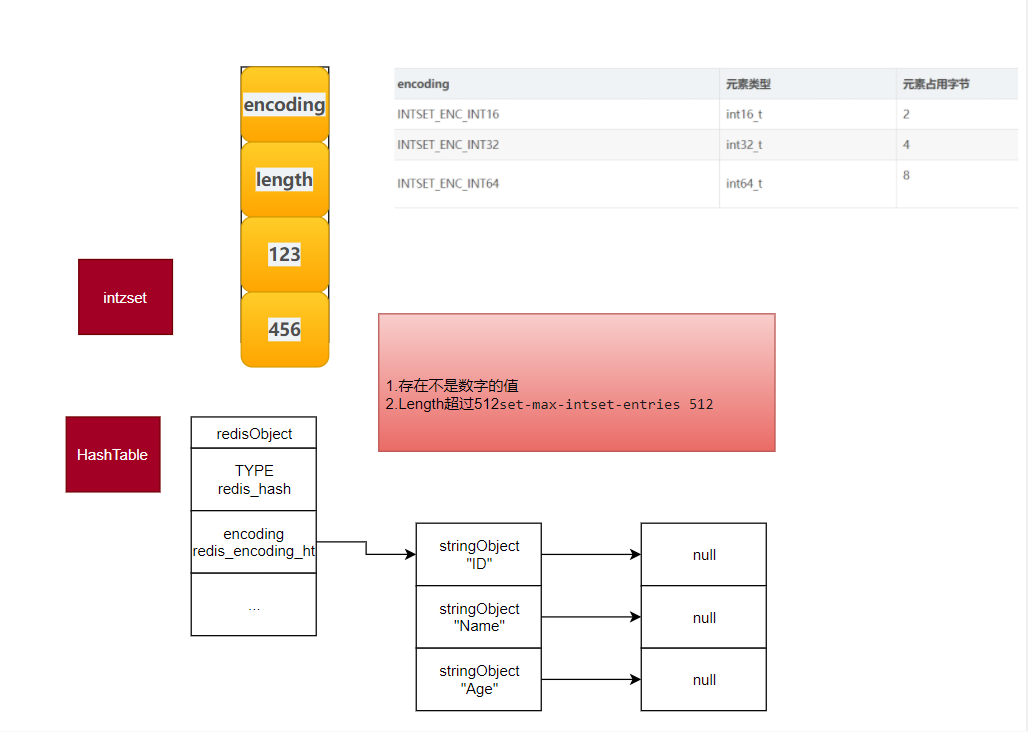 encoding
length
123
456
encoding 元素类型 元素占用字节
INTSET_ENC_INT16 int16_t 2
INTSET_ENC_INT32 int32_t 4
INTSET_ENC_INT64 int64_t 8
intzset
1.存在不是数字的值
2.Length超过512set-max-intset-entries 512
HashTable
redisObject
TYPE
redis_hash
encoding
redis_encoding_ht
...
stringObject
"ID"
null
stringObject
"Name"
null
stringObject
"Age"
null